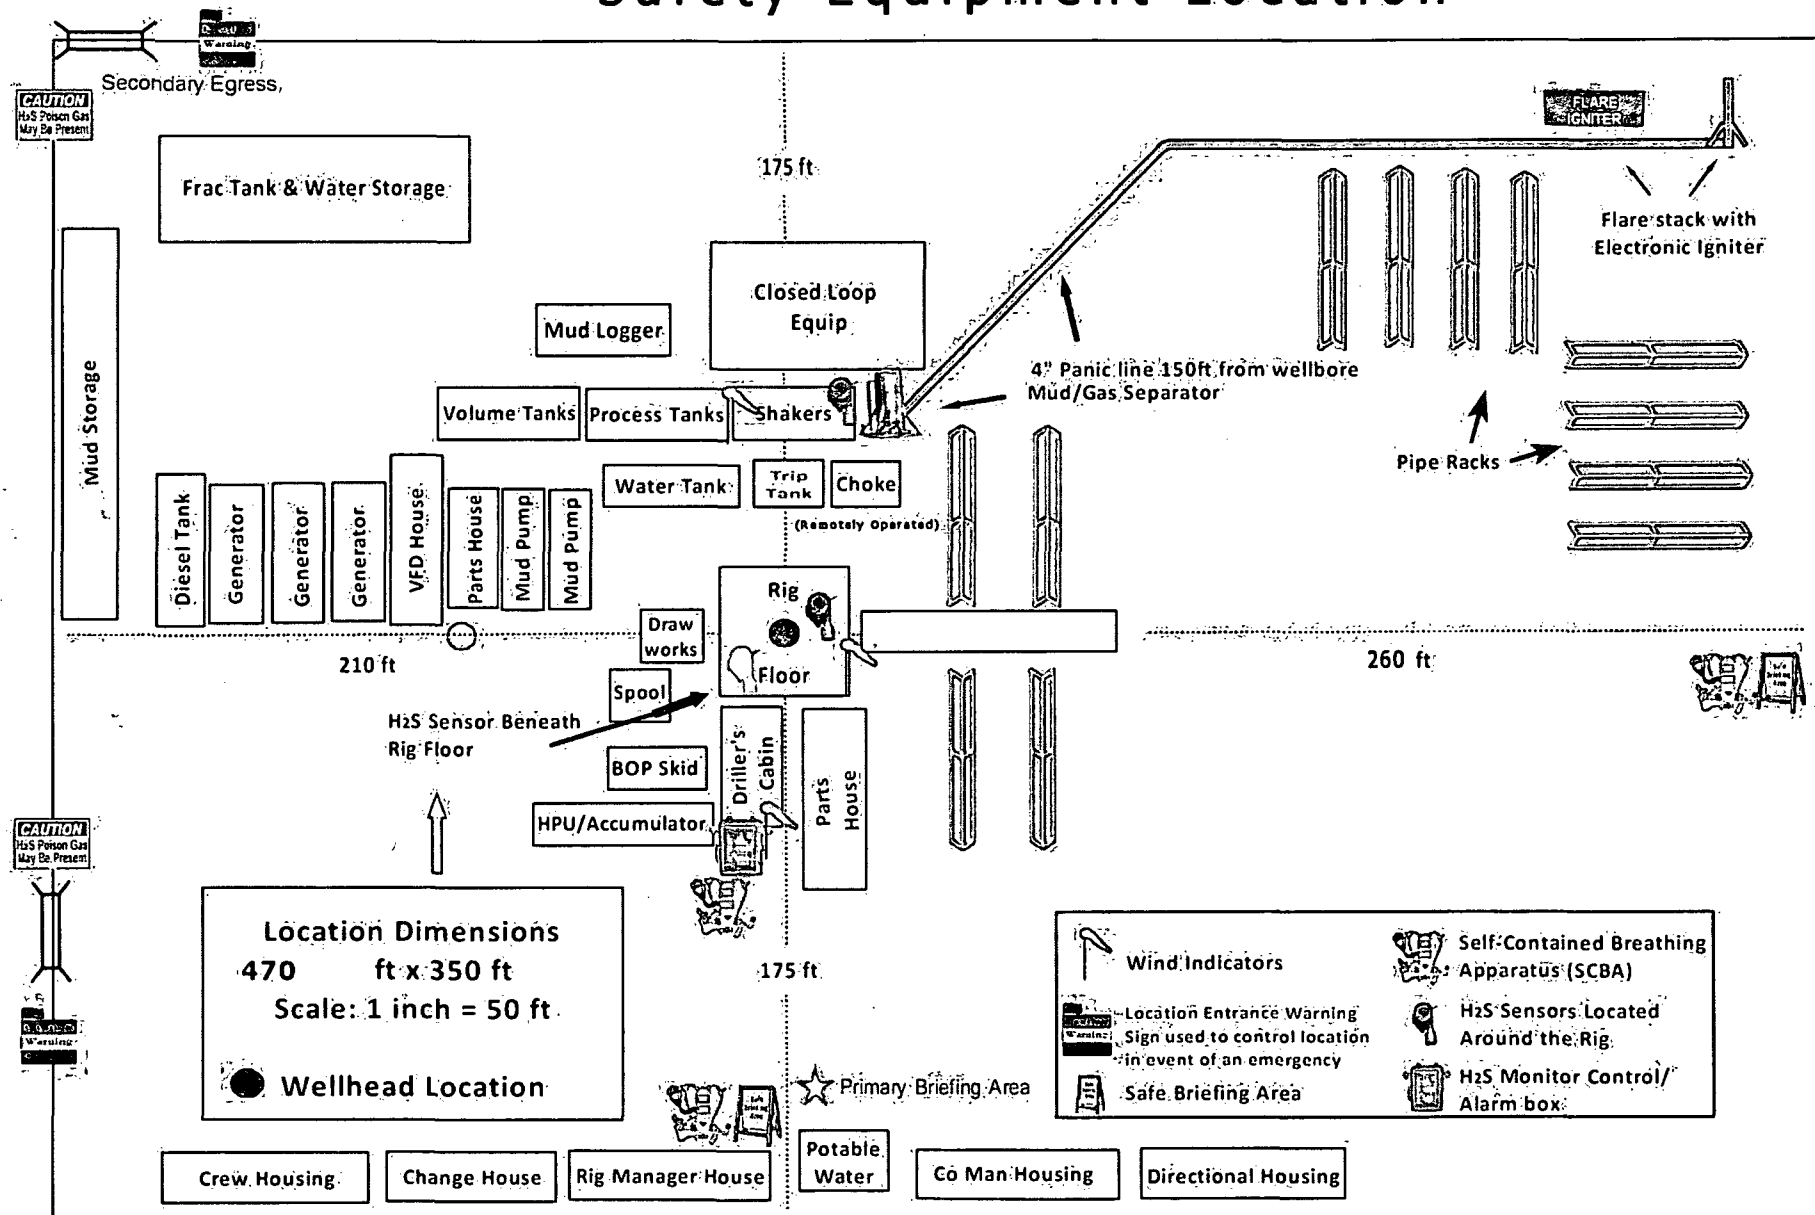 Safety Equipment Location
Warning
Secondary Egress,
CAUTION
H2S Poison Gas
May Be Present
FLARE
IGNITER
175 ft
Frac Tank & Water Storage
Flare stack with
Electronic Igniter
Closed Loop
Equip
Mud Logger
4" Panic line 150ft from wellbore
Mud/Gas Separator
Mud Storage
Volume Tanks
Process Tanks
Shakers
Pipe Racks
Water Tank
Trip
Tank
Choke
(Remotely Operated)
Diesel Tank
Generator
Generator
Generator
VFD House
Parts House
Mud Pump
Mud Pump
Rig
Floor
Draw
works
210 ft
260 ft
Spool
H2S Sensor Beneath
Rig Floor
Driller's
Cabin
Parts
House
BOP Skid
HPU/Accumulator
CAUTION
H2S Poison Gas
May Be Present
Warning
Location Dimensions
470 ft x 350 ft
Scale: 1 inch = 50 ft
Wellhead Location
175 ft
Wind Indicators
Self-Contained Breathing
Apparatus (SCBA)
Warning
Location Entrance Warning
Sign used to control location
in event of an emergency
H2S Sensors Located
Around the Rig
Safe Briefing Area
H2S Monitor Control/
Alarm box
Primary Briefing Area
Crew Housing
Change House
Rig Manager House
Potable
Water
Co Man Housing
Directional Housing